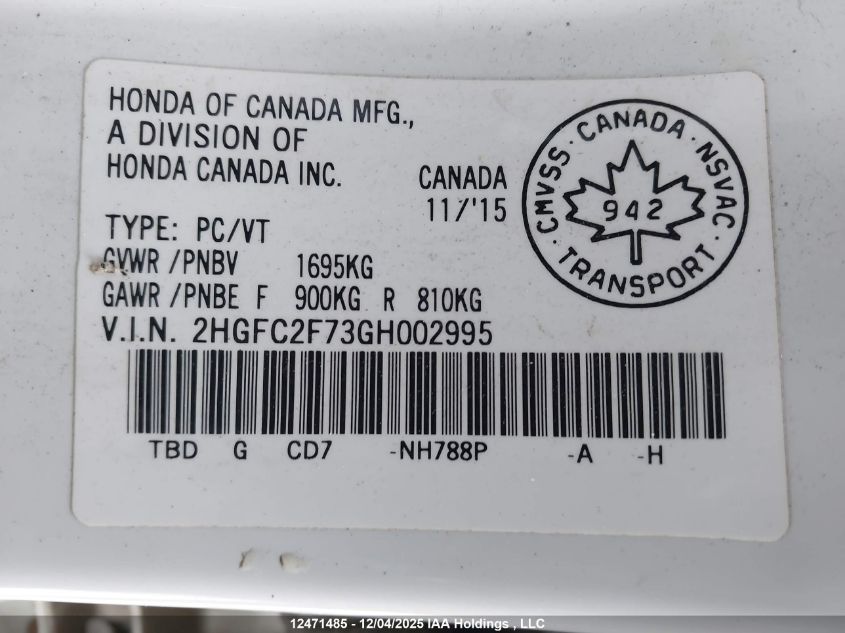 HONDA OF CANADA MFG.,
A DIVISION OF
HONDA CANADA INC.
CANADA
11/'15
CMVSS · CANADA · NSVAC · TRANSPORT ·
942
TYPE: PC/VT
GVWR /PNBV 1695KG
GAWR /PNBE F 900KG R 810KG
V.I.N. 2HGFC2F73GH002995
TBD G CD7 -NH788P -A -H
12471485 - 12/04/2025 IAA Holdings , LLC